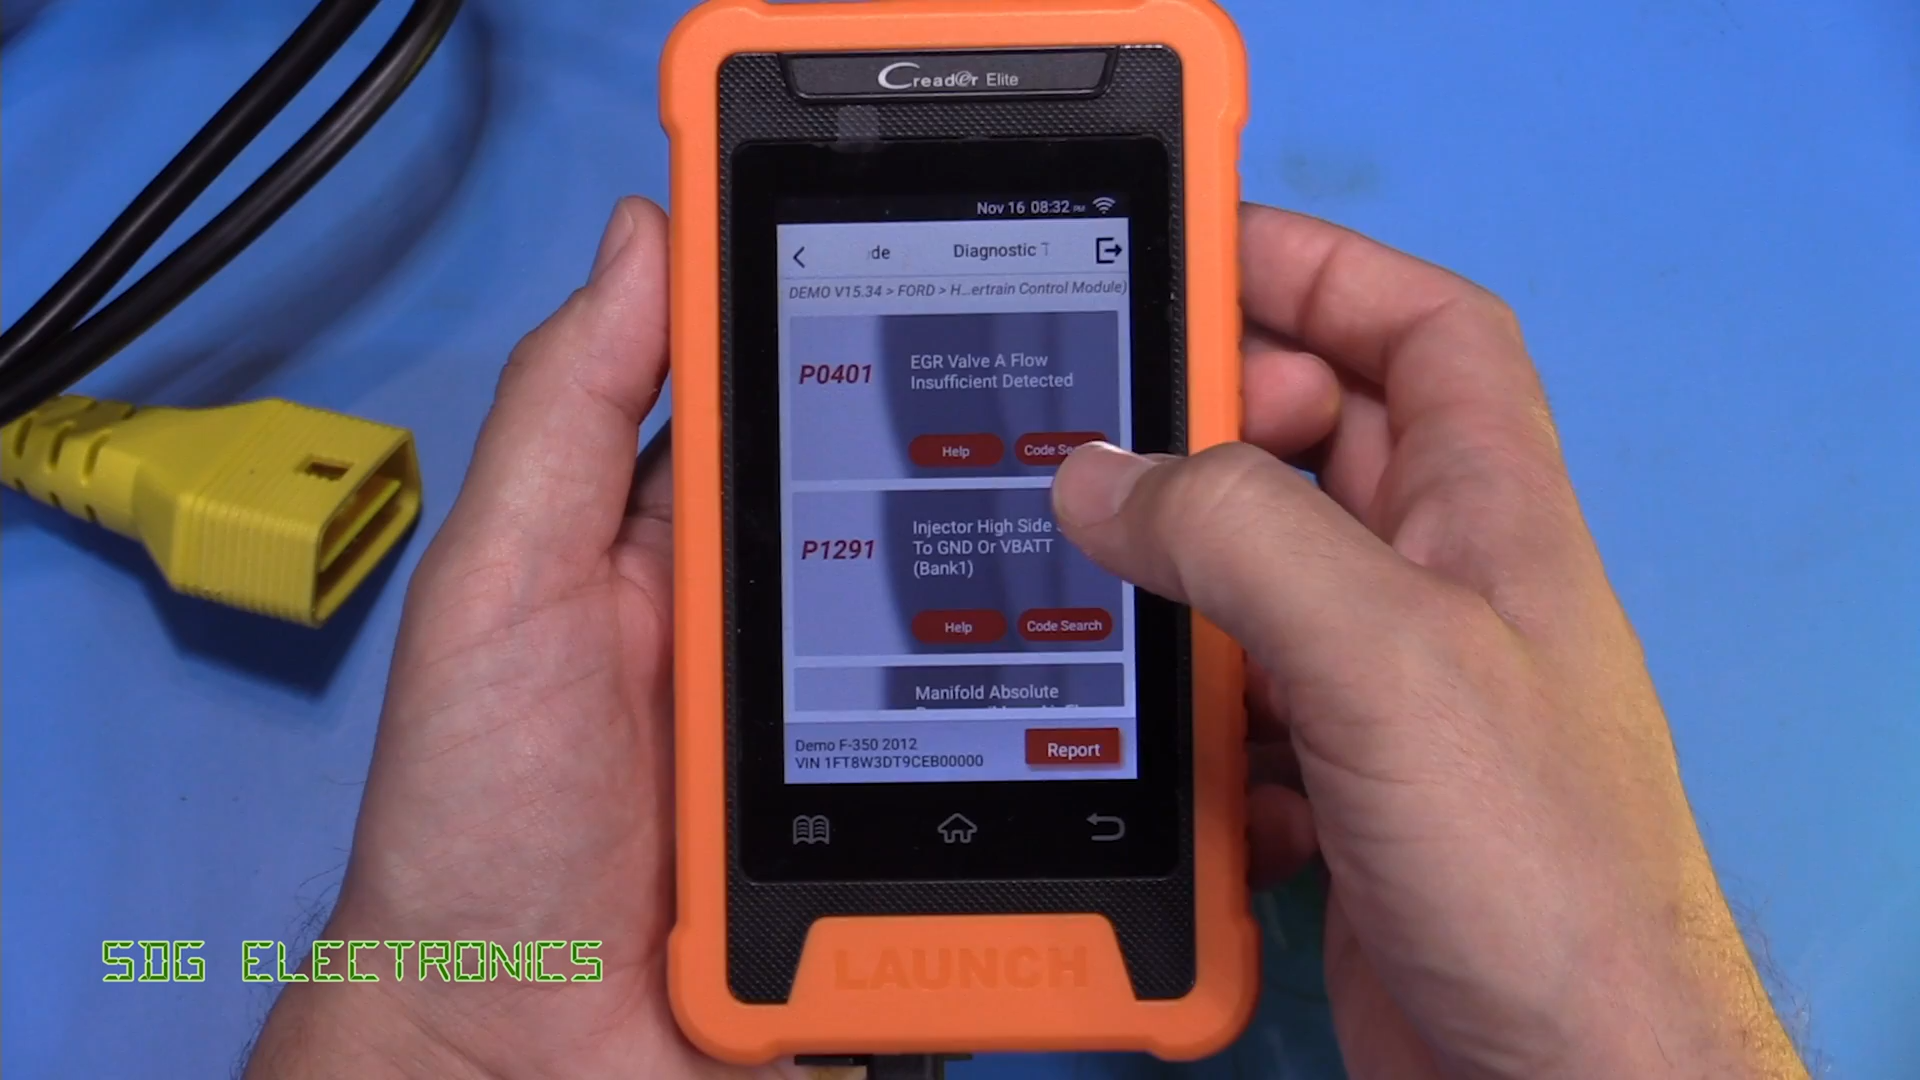 Creader Elite
Nov 16 08:32 PM
de Diagnostic T
DEMO V15.34 > FORD > H...ertrain Control Module)
P0401
EGR Valve A Flow
Insufficient Detected
Help
Code
P1291
Injector High Side
To GND Or VBATT
(Bank1)
Help
Code Search
Manifold Absolute
Demo F-350 2012
VIN 1FT8W3DT9CEB00000
Report
LAUNCH
SDG ELECTRONICS